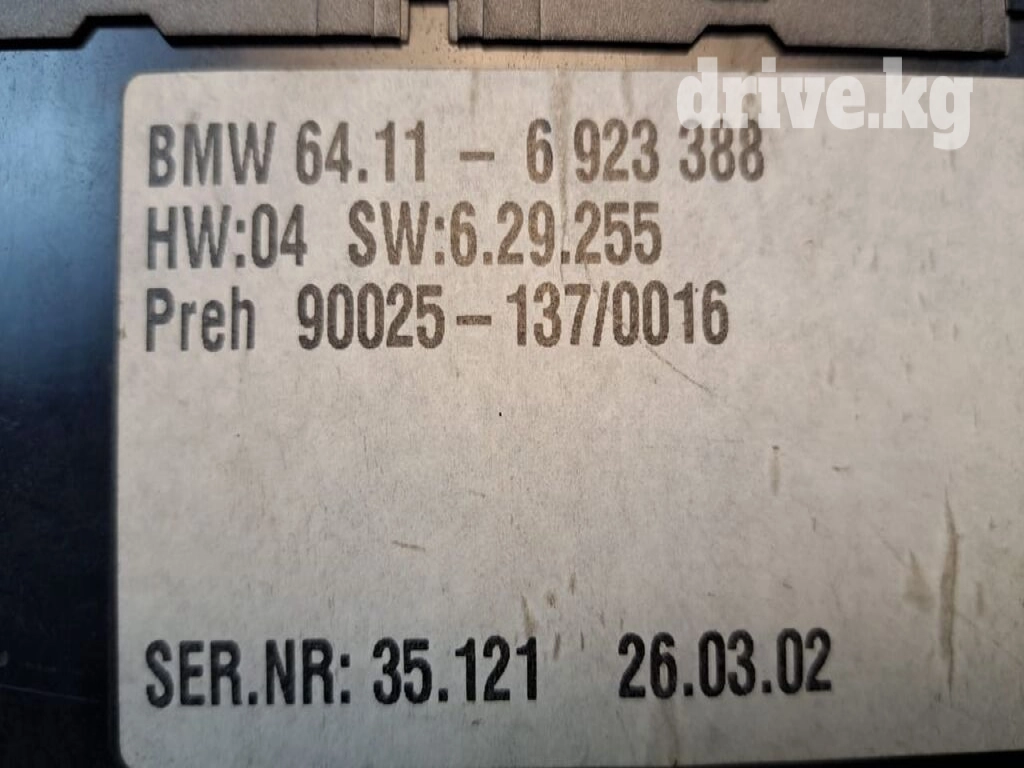 drive.kg
BMW 64.11 - 6 923 388
HW:04 SW:6.29.255
Preh 90025-137/0016
SER.NR: 35.121 26.03.02